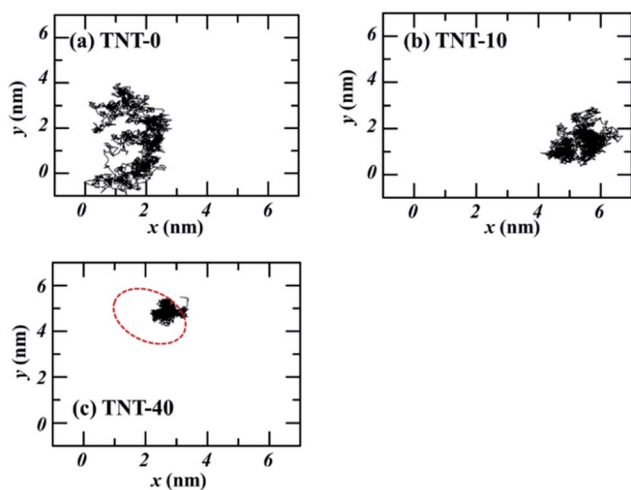 (a) TNT-0
y (nm)
6
4
2
0
0 2 4 6
x (nm)
(b) TNT-10
y (nm)
6
4
2
0
0 2 4 6
x (nm)
(c) TNT-40
y (nm)
6
4
2
0
0 2 4 6
x (nm)